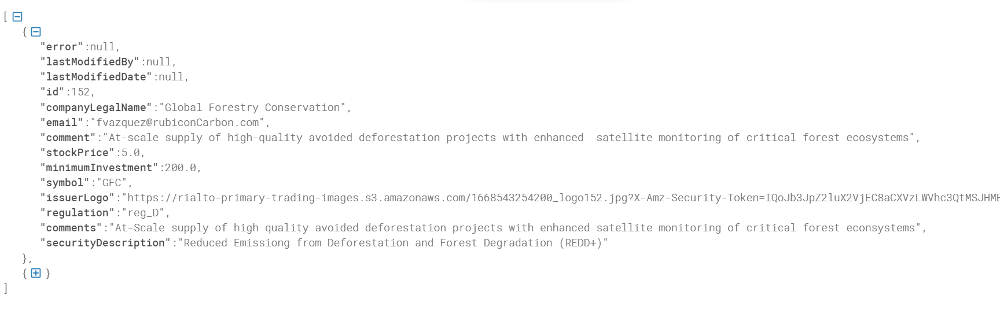 [
{
"error":null,
"lastModifiedBy":null,
"lastModifiedDate":null,
"id":152,
"companyLegalName":"Global Forestry Conservation",
"email":"fvazquez@rubiconCarbon.com",
"comment":"At-scale supply of high-quality avoided deforestation projects with enhanced  satellite monitoring of critical forest ecosystems",
"stockPrice":5.0,
"minimumInvestment":200.0,
"symbol":"GFC",
"issuerLogo":"https://rialto-primary-trading-images.s3.amazonaws.com/1668543254200_logo152.jpg?X-Amz-Security-Token=IQoJb3JpZ2luX2VjEC8aCXVzLWVhc3QtMSJHME
"regulation":"reg_D",
"comments":"At-Scale supply of high quality avoided deforestation projects with enhanced satellite monitoring of critical forest econsystems",
"securityDescription":"Reduced Emissiong from Deforestation and Forest Degradation (REDD+)"
},
{ }
]